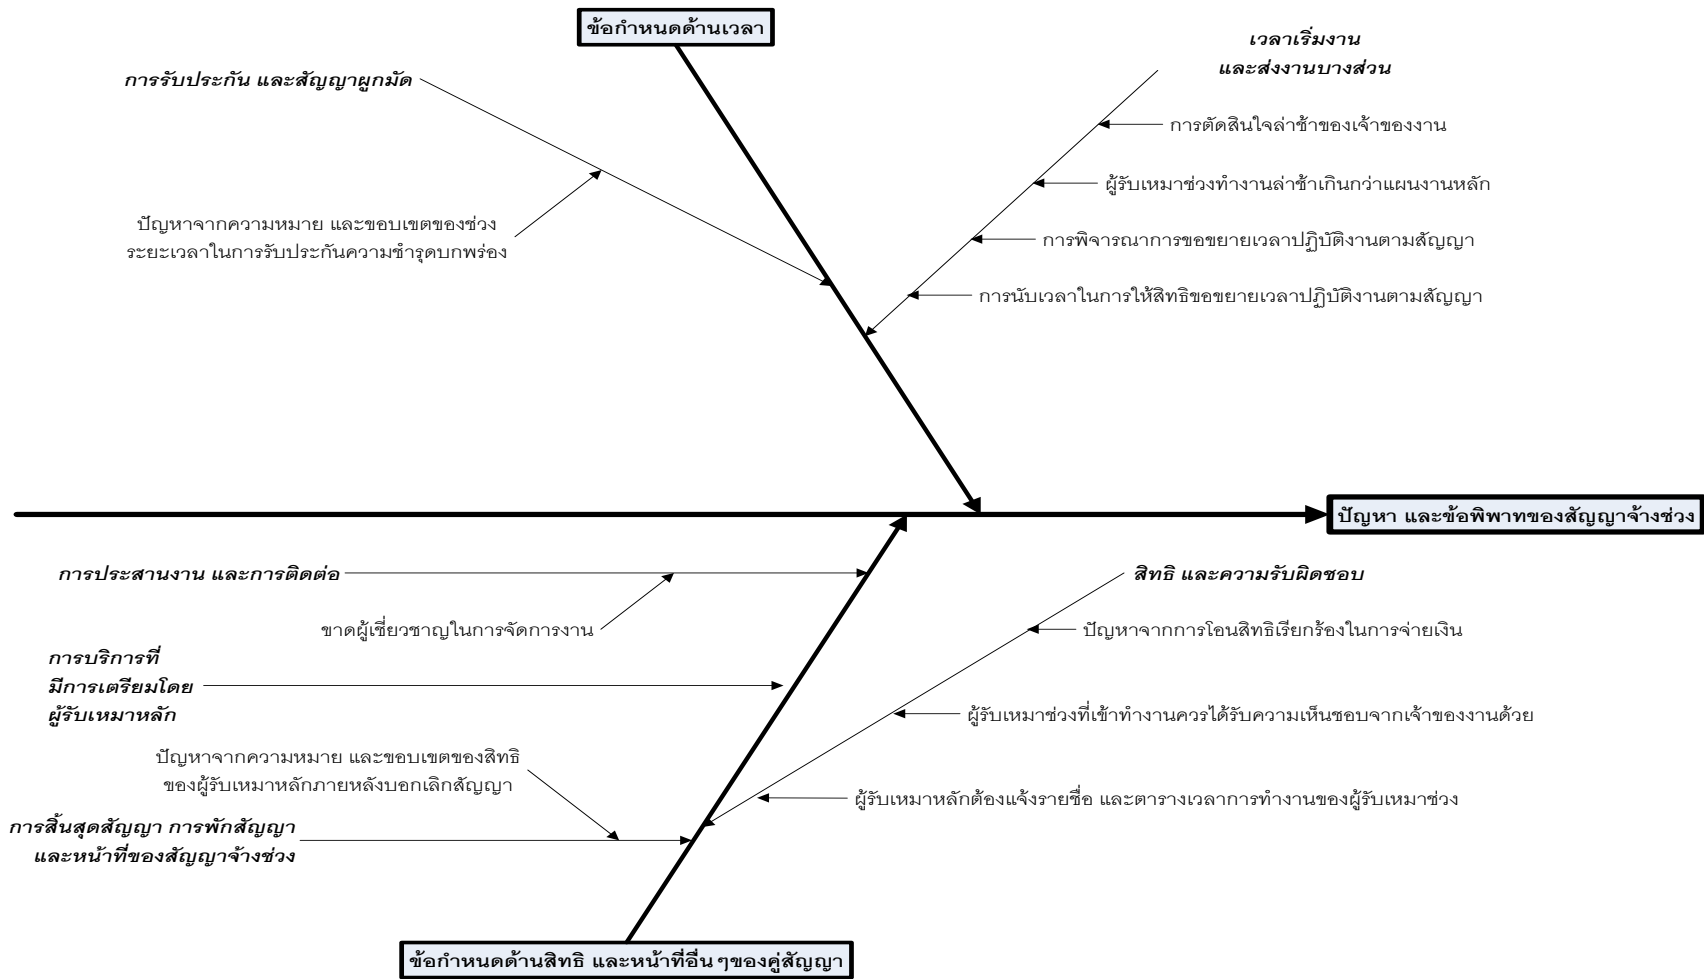 ข้อกำหนดด้านเวลา
เวลาเริ่มงาน
และส่งงานบางส่วน
การรับประกัน และสัญญาผูกมัด
การตัดสินใจล่าช้าของเจ้าของงาน
ผู้รับเหมาช่วงทำงานล่าช้าเกินกว่าแผนงานหลัก
ปัญหาจากความหมาย และขอบเขตของช่วง
ระยะเวลาในการรับประกันความชำรุดบกพร่อง
การพิจารณาการขอขยายเวลาปฏิบัติงานตามสัญญา
การนับเวลาในการให้สิทธิขอขยายเวลาปฏิบัติงานตามสัญญา
ปัญหา และข้อพิพาทของสัญญาจ้างช่วง
การประสานงาน และการติดต่อ
สิทธิ และความรับผิดชอบ
ขาดผู้เชี่ยวชาญในการจัดการงาน
ปัญหาจากการโอนสิทธิเรียกร้องในการจ่ายเงิน
การบริการที่
มีการเตรียมโดย
ผู้รับเหมาหลัก
ผู้รับเหมาช่วงที่เข้าทำงานควรได้รับความเห็นชอบจากเจ้าของงานด้วย
ปัญหาจากความหมาย และขอบเขตของสิทธิ
ของผู้รับเหมาหลักภายหลังบอกเลิกสัญญา
ผู้รับเหมาหลักต้องแจ้งรายชื่อ และตารางเวลาการทำงานของผู้รับเหมาช่วง
การสิ้นสุดสัญญา การพักสัญญา
และหน้าที่ของสัญญาจ้างช่วง
ข้อกำหนดด้านสิทธิ และหน้าที่อื่นๆของคู่สัญญา